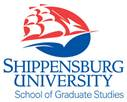 SHIPPENSBURG
UNIVERSITY
School of Graduate Studies